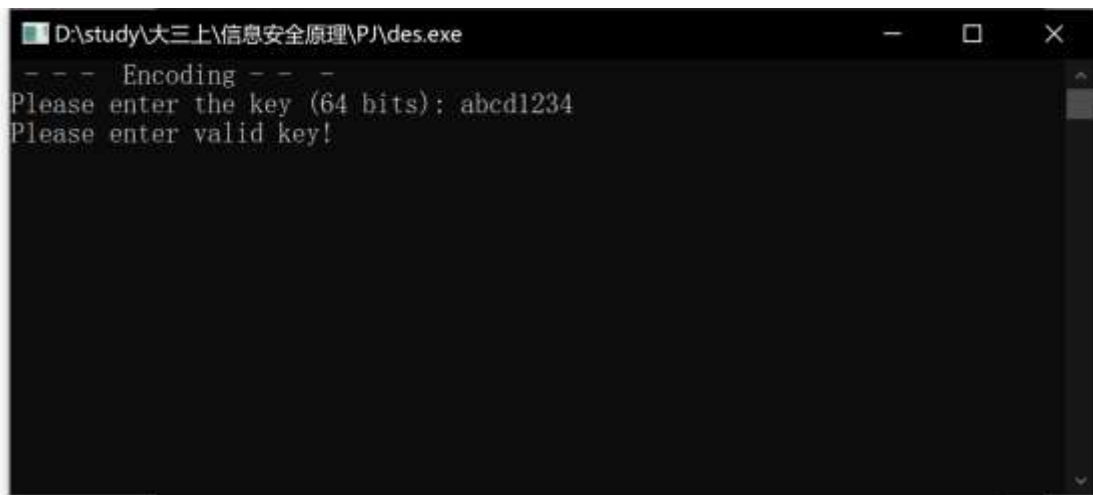 D:\study\大三上\信息安全原理\PJ\des.exe
- - - Encoding - - -
Please enter the key (64 bits): abcd1234
Please enter valid key!